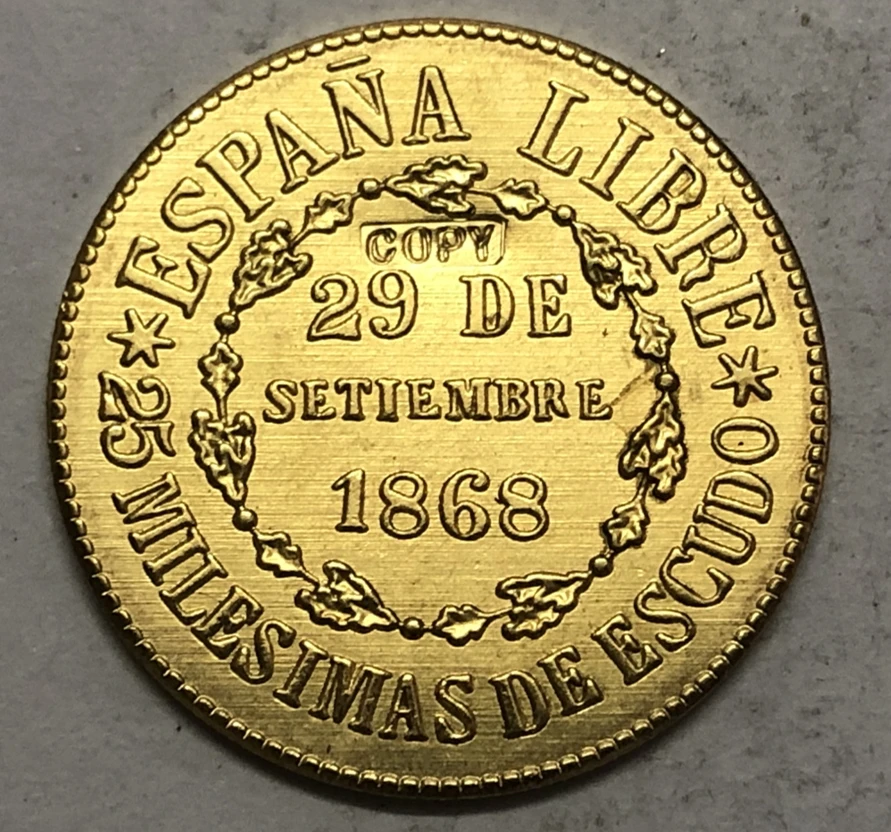 ESPAÑA LIBRE
COPY
29 DE
SETIEMBRE
1868
* 25 MILESIMAS DE ESCUDO *